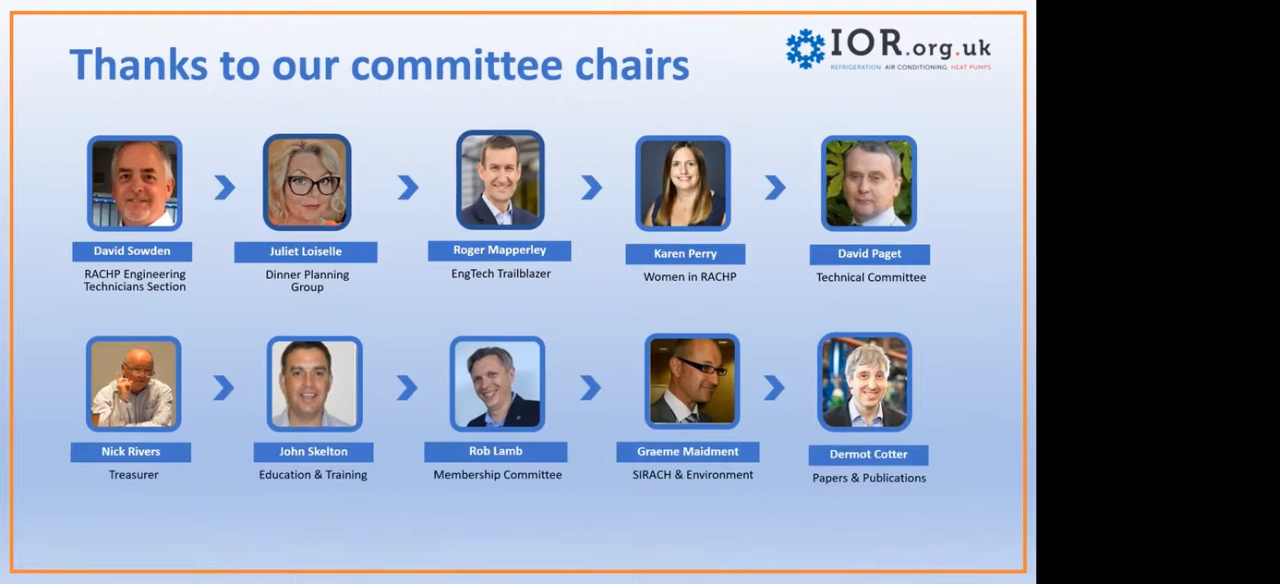 Thanks to our committee chairs
IOR.org.uk
REFRIGERATION AIR CONDITIONING HEAT PUMPS
David Sowden
RACHP Engineering
Technicians Section
Juliet Loiselle
Dinner Planning
Group
Roger Mapperley
EngTech Trailblazer
Karen Perry
Women in RACHP
David Paget
Technical Committee
Nick Rivers
Treasurer
John Skelton
Education & Training
Rob Lamb
Membership Committee
Graeme Maidment
SIRACH & Environment
Dermot Cotter
Papers & Publications